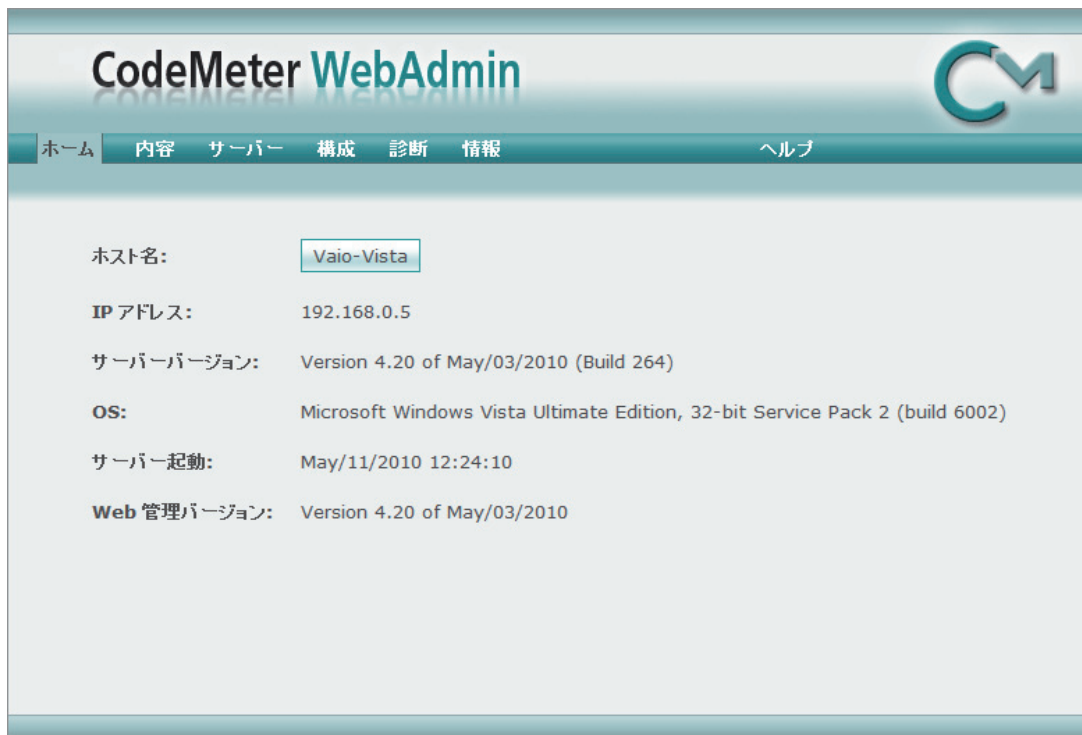 CodeMeter WebAdmin
CM
ホーム 内容 サーバー 構成 診断 情報 ヘルプ
ホスト名: Vaio-Vista
IP アドレス: 192.168.0.5
サーバーバージョン: Version 4.20 of May/03/2010 (Build 264)
OS: Microsoft Windows Vista Ultimate Edition, 32-bit Service Pack 2 (build 6002)
サーバー起動: May/11/2010 12:24:10
Web 管理バージョン: Version 4.20 of May/03/2010